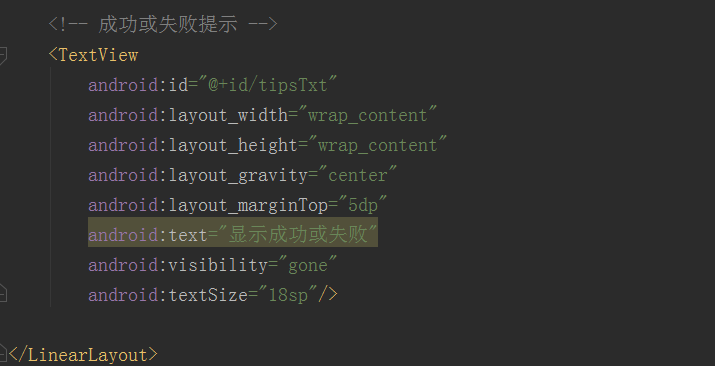 <!-- 成功或失败提示 -->
<TextView
android:id="@+id/tipsTxt"
android:layout_width="wrap_content"
android:layout_height="wrap_content"
android:layout_gravity="center"
android:layout_marginTop="5dp"
android:text="显示成功或失败"
android:visibility="gone"
android:textSize="18sp"/>
</LinearLayout>